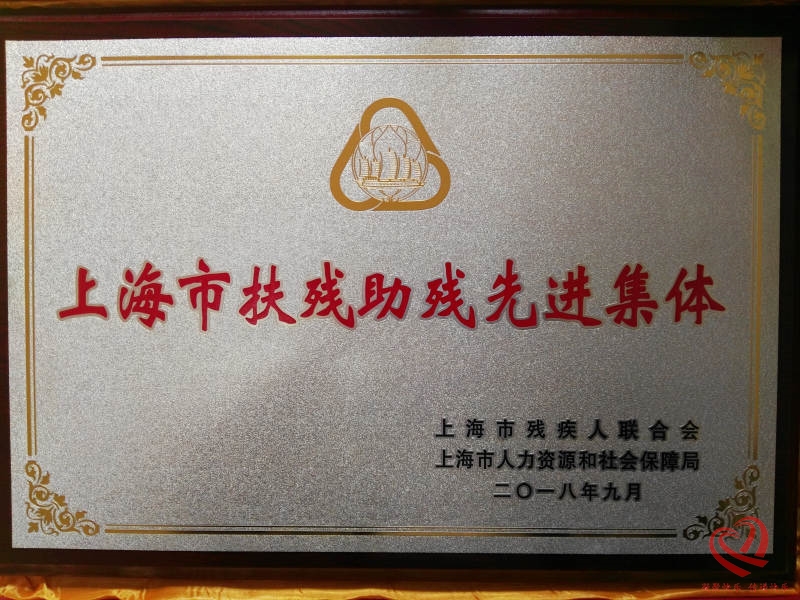 上海市扶残助残先进集体
上海市残疾人联合会
上海市人力资源和社会保障局
二〇一八年九月